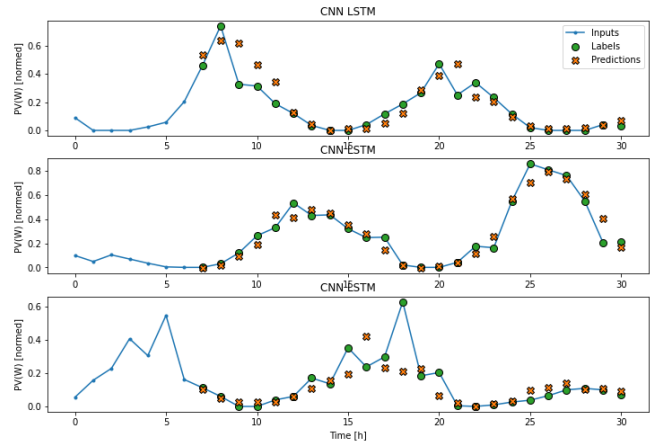 CNN LSTM
PV(W) [normed]
0.6
0.4
0.2
0.0
Inputs
Labels
Predictions
0 5 10 15 20 25 30
CNN LSTM
PV(W) [normed]
0.8
0.6
0.4
0.2
0.0
0 5 10 15 20 25 30
CNN LSTM
PV(W) [normed]
0.6
0.4
0.2
0.0
0 5 10 15 20 25 30
Time [h]